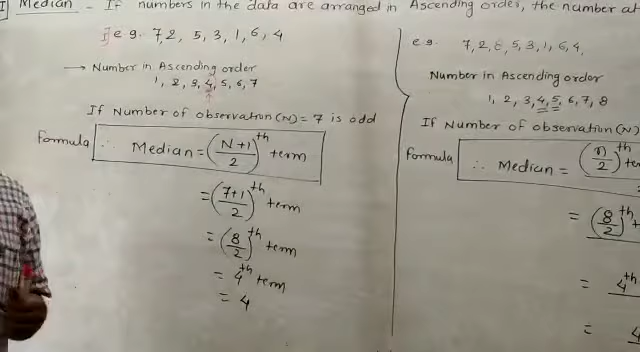 I] Median - If numbers in the data are arranged in Ascending order, the number at
e.g. 7, 2, 5, 3, 1, 6, 4
→ Number in Ascending order
1, 2, 3, 4, 5, 6, 7
If Number of observation (N) = 7 is odd
Formula ∴ Median = (N+1/2)th term
= (7+1/2)th term
= (8/2)th term
= 4th term
= 4
e.g. 7, 2, 8, 5, 3, 1, 6, 4,
Number in Ascending order
1, 2, 3, 4, 5, 6, 7, 8
If Number of observation (N)
Formula ∴ Median = (n/2)th te
= (8/2)th +
= 4th
= 4